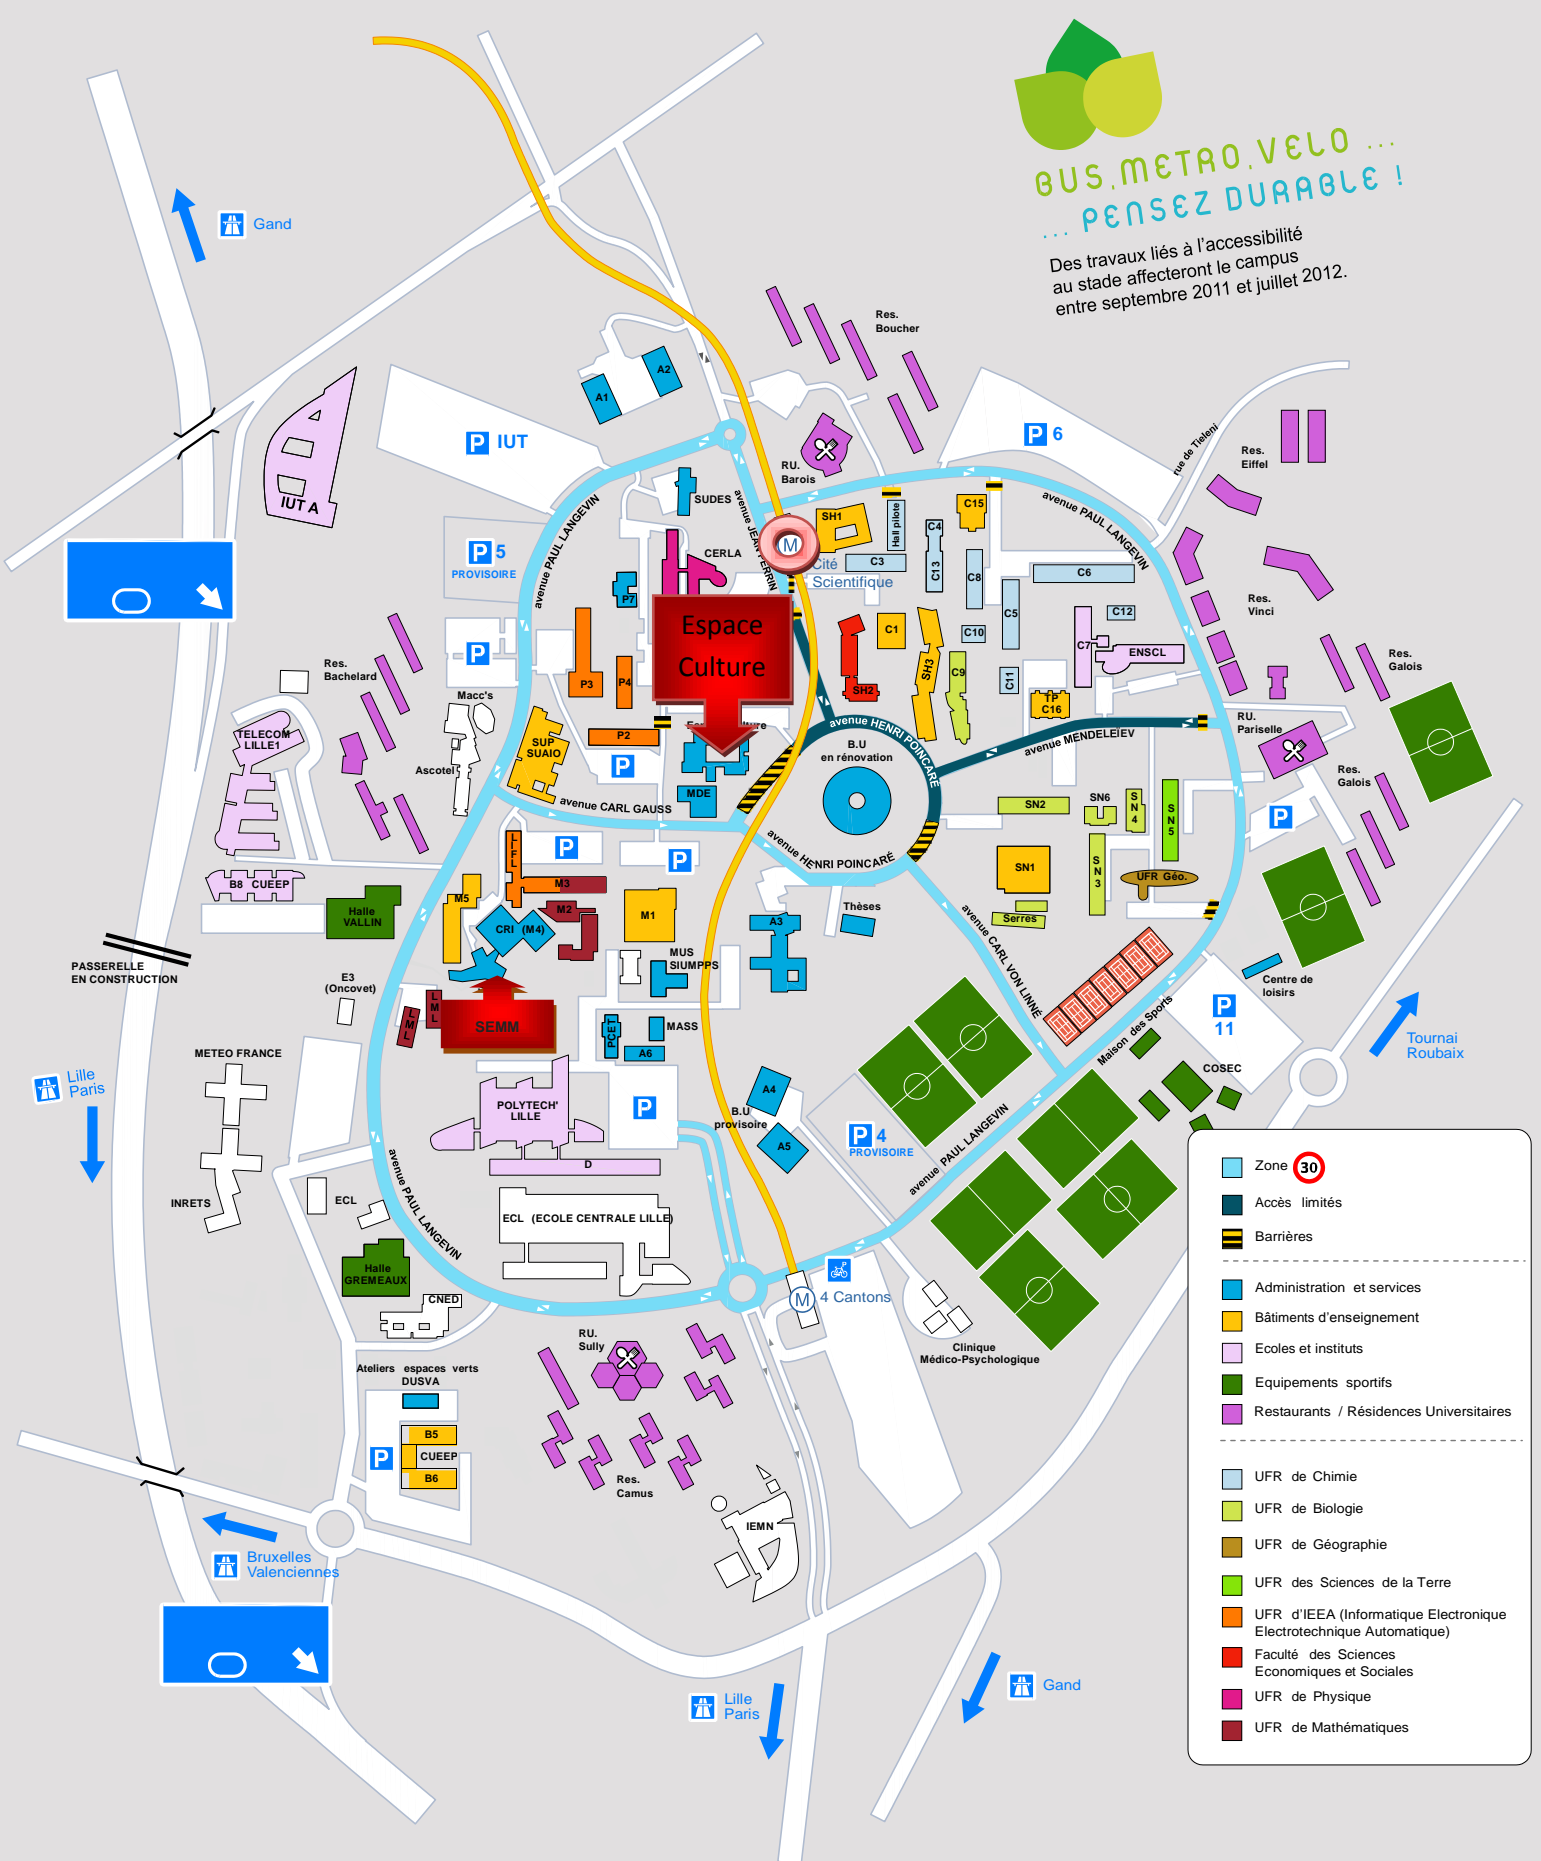 BUS.METRO.VELO ...
... PENSEZ DURABLE !
Des travaux liés à l'accessibilité
au stade affecteront le campus
entre septembre 2011 et juillet 2012.
Gand
Res.
Boucher
A2
A1
P IUT
P 6
rue de Tieleni
Res.
Eiffel
RU.
Barois
IUT A
SUDES
avenue JEAN PERRIN
avenue PAUL LANGEVIN
avenue PAUL LANGEVIN
SH1
Hall pilote
C4
C15
P 5
PROVISOIRE
CERLA
M
Cité
Scientifique
C3
C13
C8
C6
C5
C12
Res.
Vinci
P7
Espace
Culture
C1
C10
C7
ENSCL
P
P3
P4
SH2
SH3
C9
C11
TP
C16
Res.
Galois
Res.
Bachelard
Macc's
avenue HENRI POINCARE
avenue MENDELEIEV
RU.
Pariselle
TELECOM
LILLE1
SUP
SUAIO
P2
P
B.U
en rénovation
Ascotel
MDE
avenue CARL GAUSS
SN2
SN6
S
N
4
S
N
5
Res.
Galois
P
avenue HENRI POINCARÉ
L
I
F
L
P
P
SN1
S
N
3
UFR Géo.
B8 CUEEP
M3
M5
M2
M1
Halle
VALLIN
CRI (M4)
A3
Thèses
Serres
avenue CARL VON LINNÉ
PASSERELLE
EN CONSTRUCTION
MUS
SIUMPPS
E3
(Oncovet)
Centre de
loisirs
P
11
L
M
L
L
M
L
SEMM
PCET
MASS
A6
Maison des Sports
COSEC
Tournai
Roubaix
METEO FRANCE
Lille
Paris
POLYTECH'
LILLE
P
A4
B.U
provisoire
A5
P 4
PROVISOIRE
avenue PAUL LANGEVIN
D
INRETS
ECL
avenue PAUL LANGEVIN
ECL (ECOLE CENTRALE LILLE)
Halle
GREMEAUX
CNED
M
4 Cantons
Clinique
Médico-Psychologique
RU.
Sully
Ateliers espaces verts
DUSVA
B5
P
CUEEP
B6
Res.
Camus
IEMN
Bruxelles
Valenciennes
Lille
Paris
Gand
Zone 30
Accès limités
Barrières
Administration et services
Bâtiments d'enseignement
Ecoles et instituts
Equipements sportifs
Restaurants / Résidences Universitaires
UFR de Chimie
UFR de Biologie
UFR de Géographie
UFR des Sciences de la Terre
UFR d'IEEA (Informatique Electronique
Electrotechnique Automatique)
Faculté des Sciences
Economiques et Sociales
UFR de Physique
UFR de Mathématiques